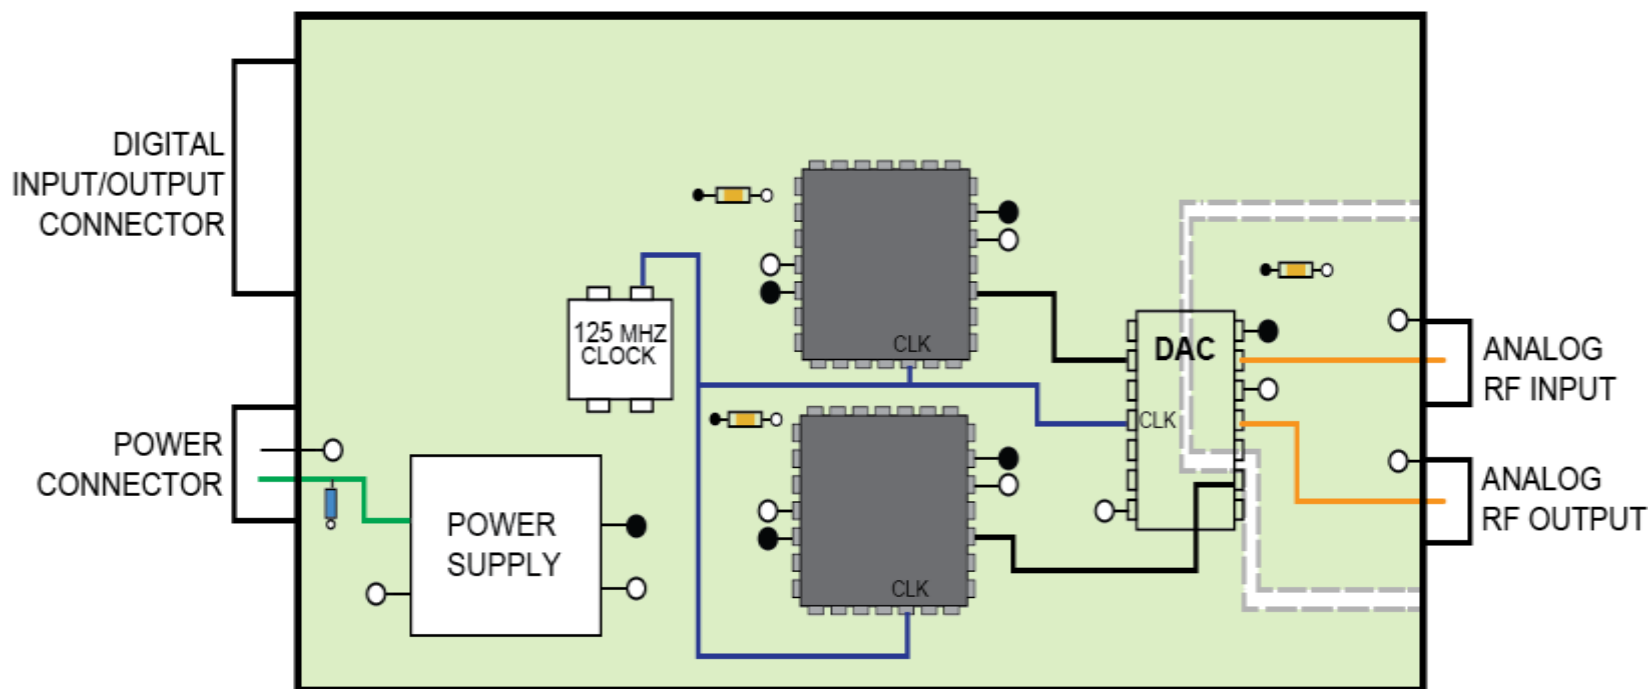 DIGITAL
INPUT/OUTPUT
CONNECTOR
125 MHZ
CLOCK
CLK
DAC
CLK
ANALOG
RF INPUT
POWER
CONNECTOR
POWER
SUPPLY
CLK
ANALOG
RF OUTPUT